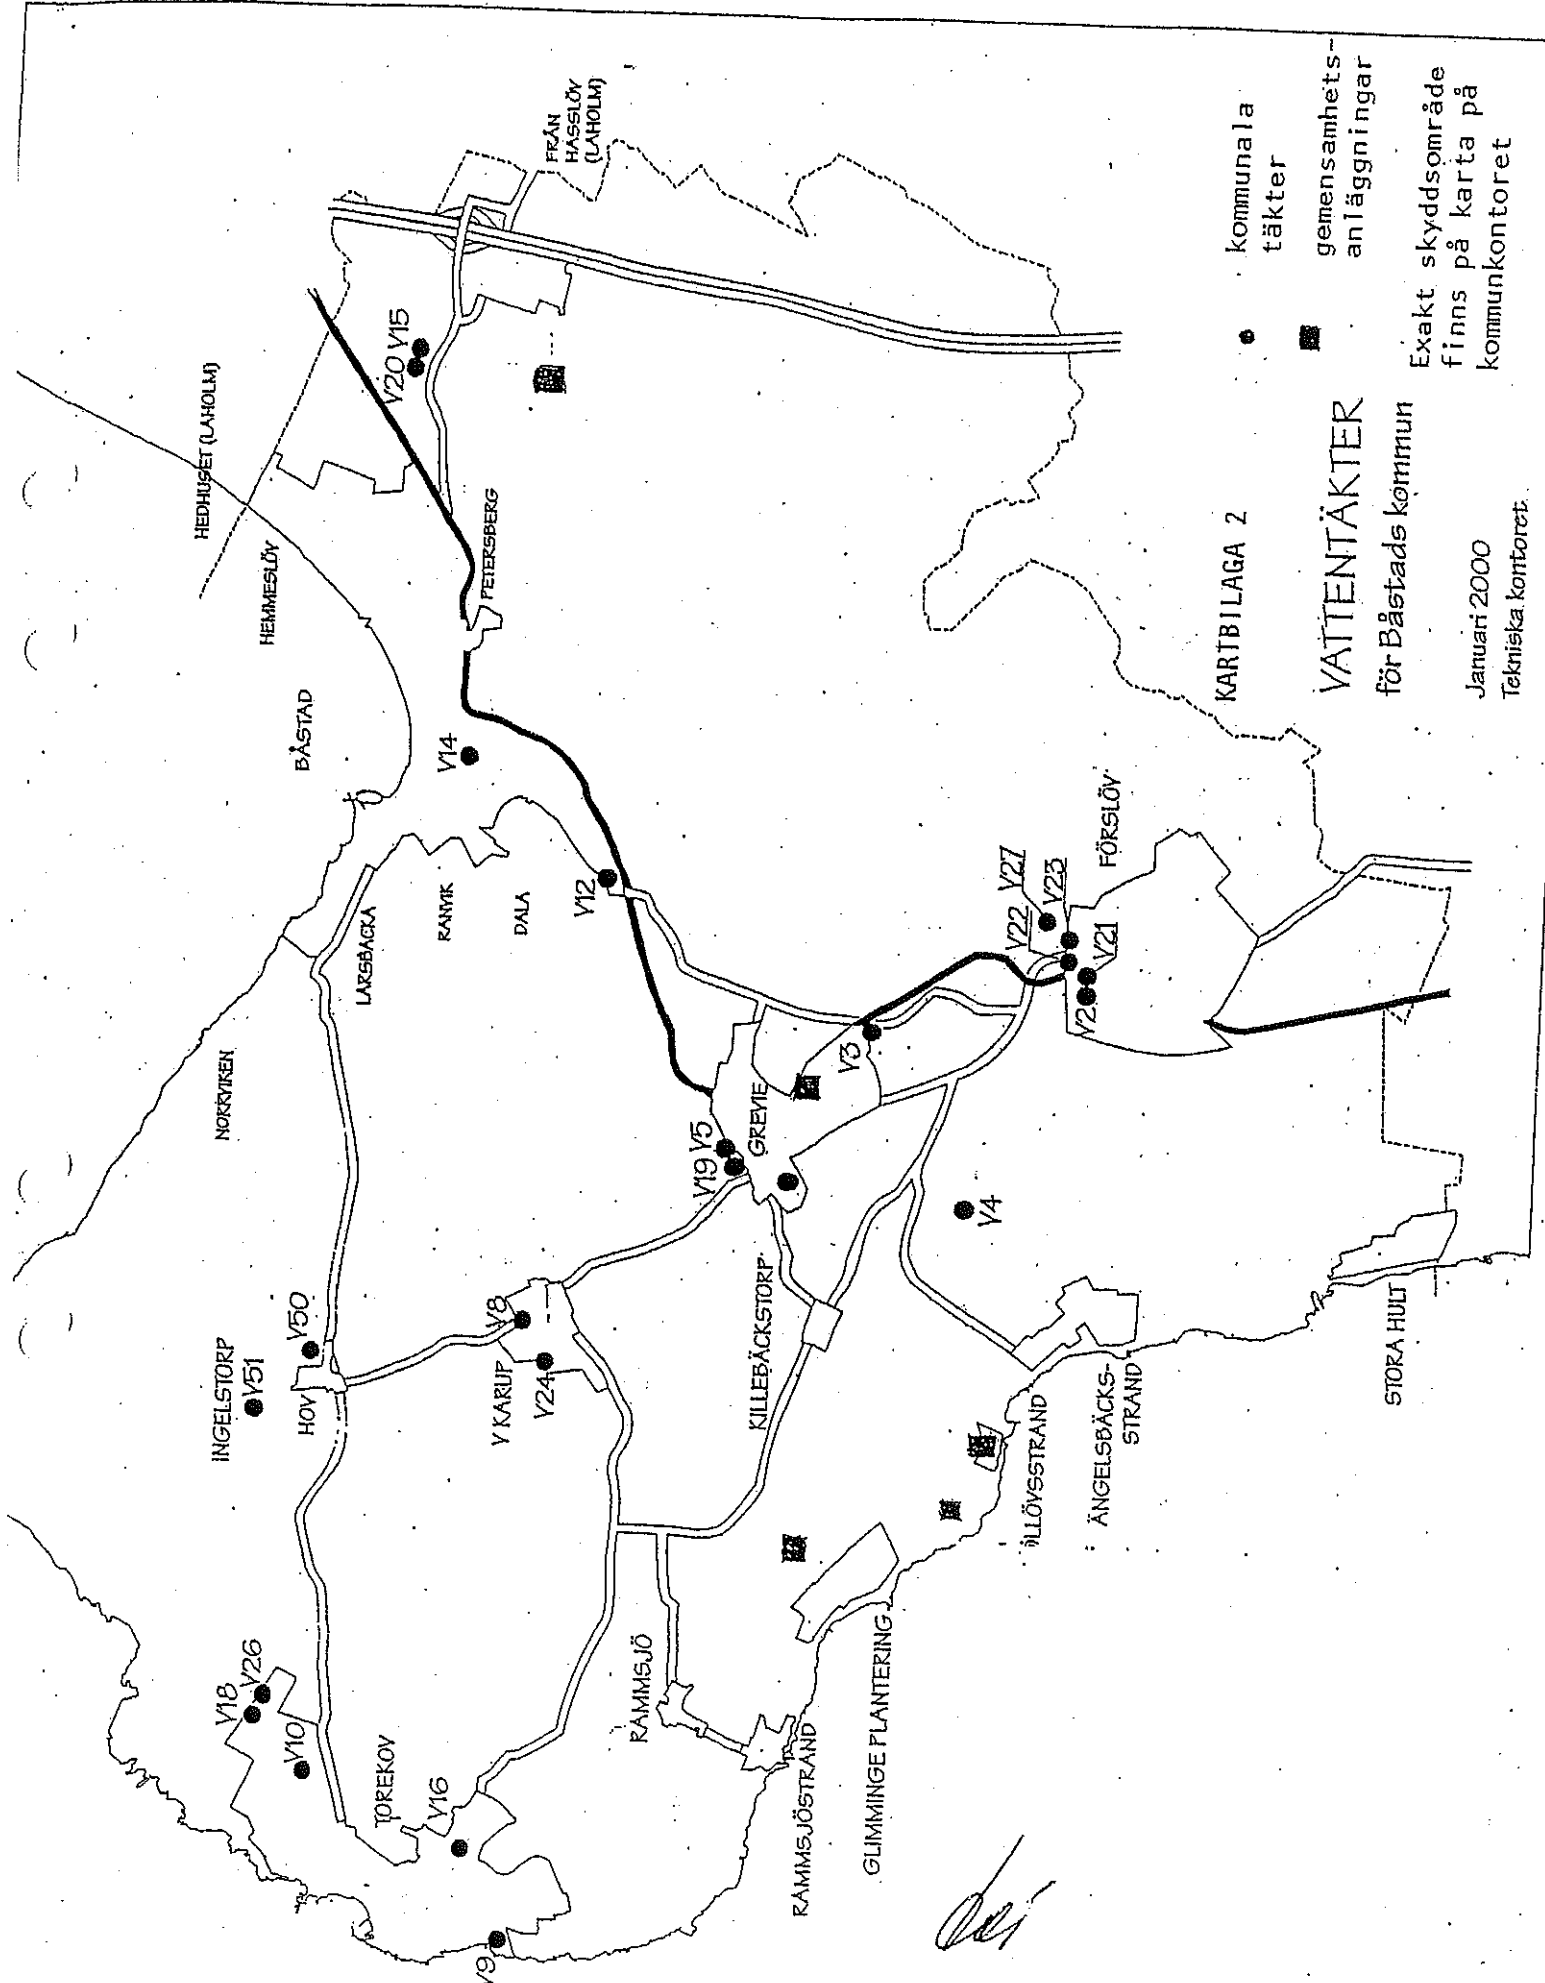 FRÅN
HASSLÖV
(LAHOLM)
HEDHUSET (LAHOLM)
HEMMESLÖV
V20 V15
PETERSBERG
BÅSTAD
V14
LARSBÄCKA
RANVIK
DALA
V12
NORRVIKEN
V27
V22
V23
FÖRSLÖV
V21
V2
V3
GREVIE
V19 V5
V4
INGELSTORP
V51
V50
HOV
V8
V KARUP
V24
KILLEBÄCKSTORP
STORA HULT
ÄNGELSBÄCKS-
STRAND
LLÖVSSTRAND
V18
V26
V10
TOREKOV
V16
V9
RAMMSJÖ
RAMMSJÖSTRAND
GLIMMINGE PLANTERING
kommunala
täkter
gemensamhets-
anläggningar
Exakt skyddsområde
finns på karta på
kommunkontoret
KARTBILAGA 2
VATTENTÄKTER
för Båstads kommun
Januari 2000
Tekniska kontoret